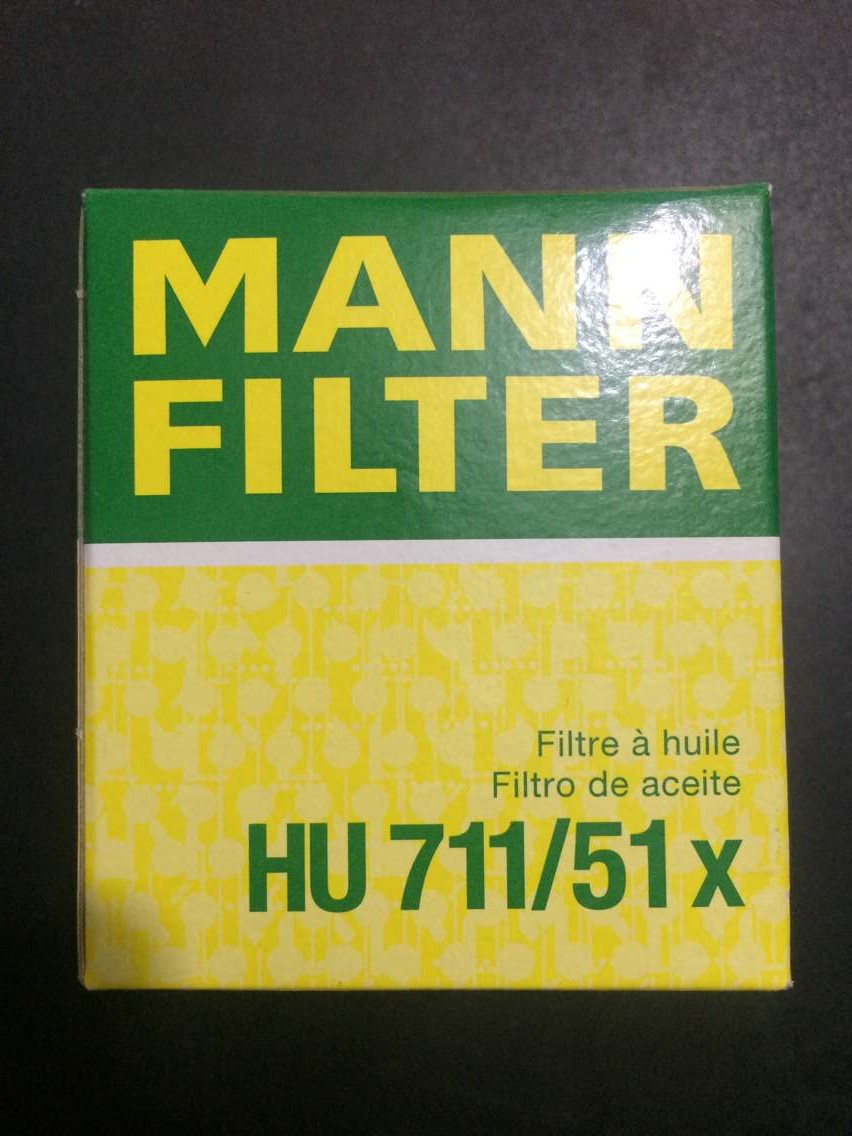 MANN
FILTER
Filtre à huile
Filtro de aceite
HU 711/51 x